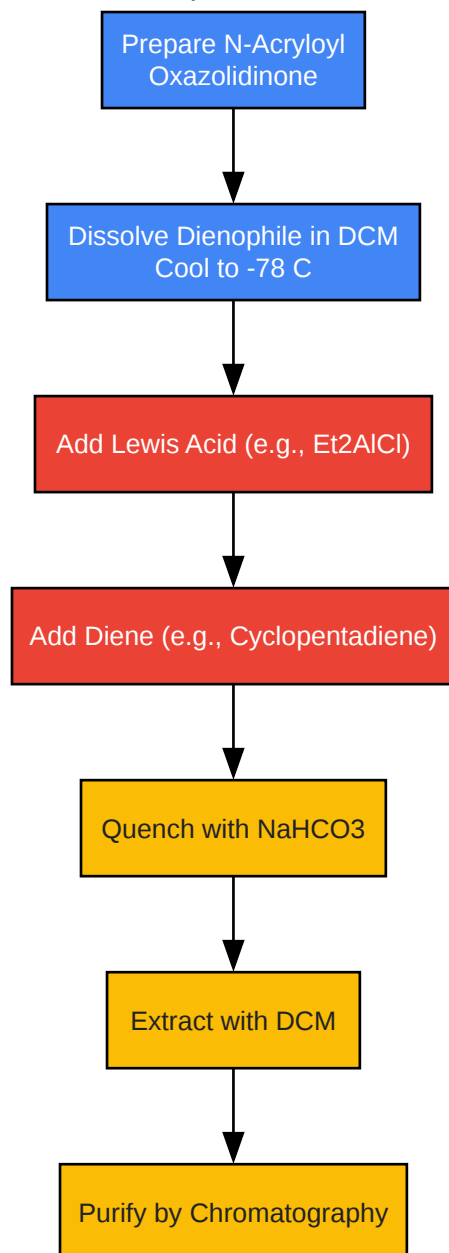 Prepare N-Acryloyl
Oxazolidinone
Dissolve Dienophile in DCM
Cool to -78 C
Add Lewis Acid (e.g., Et2AlCl)
Add Diene (e.g., Cyclopentadiene)
Quench with NaHCO3
Extract with DCM
Purify by Chromatography